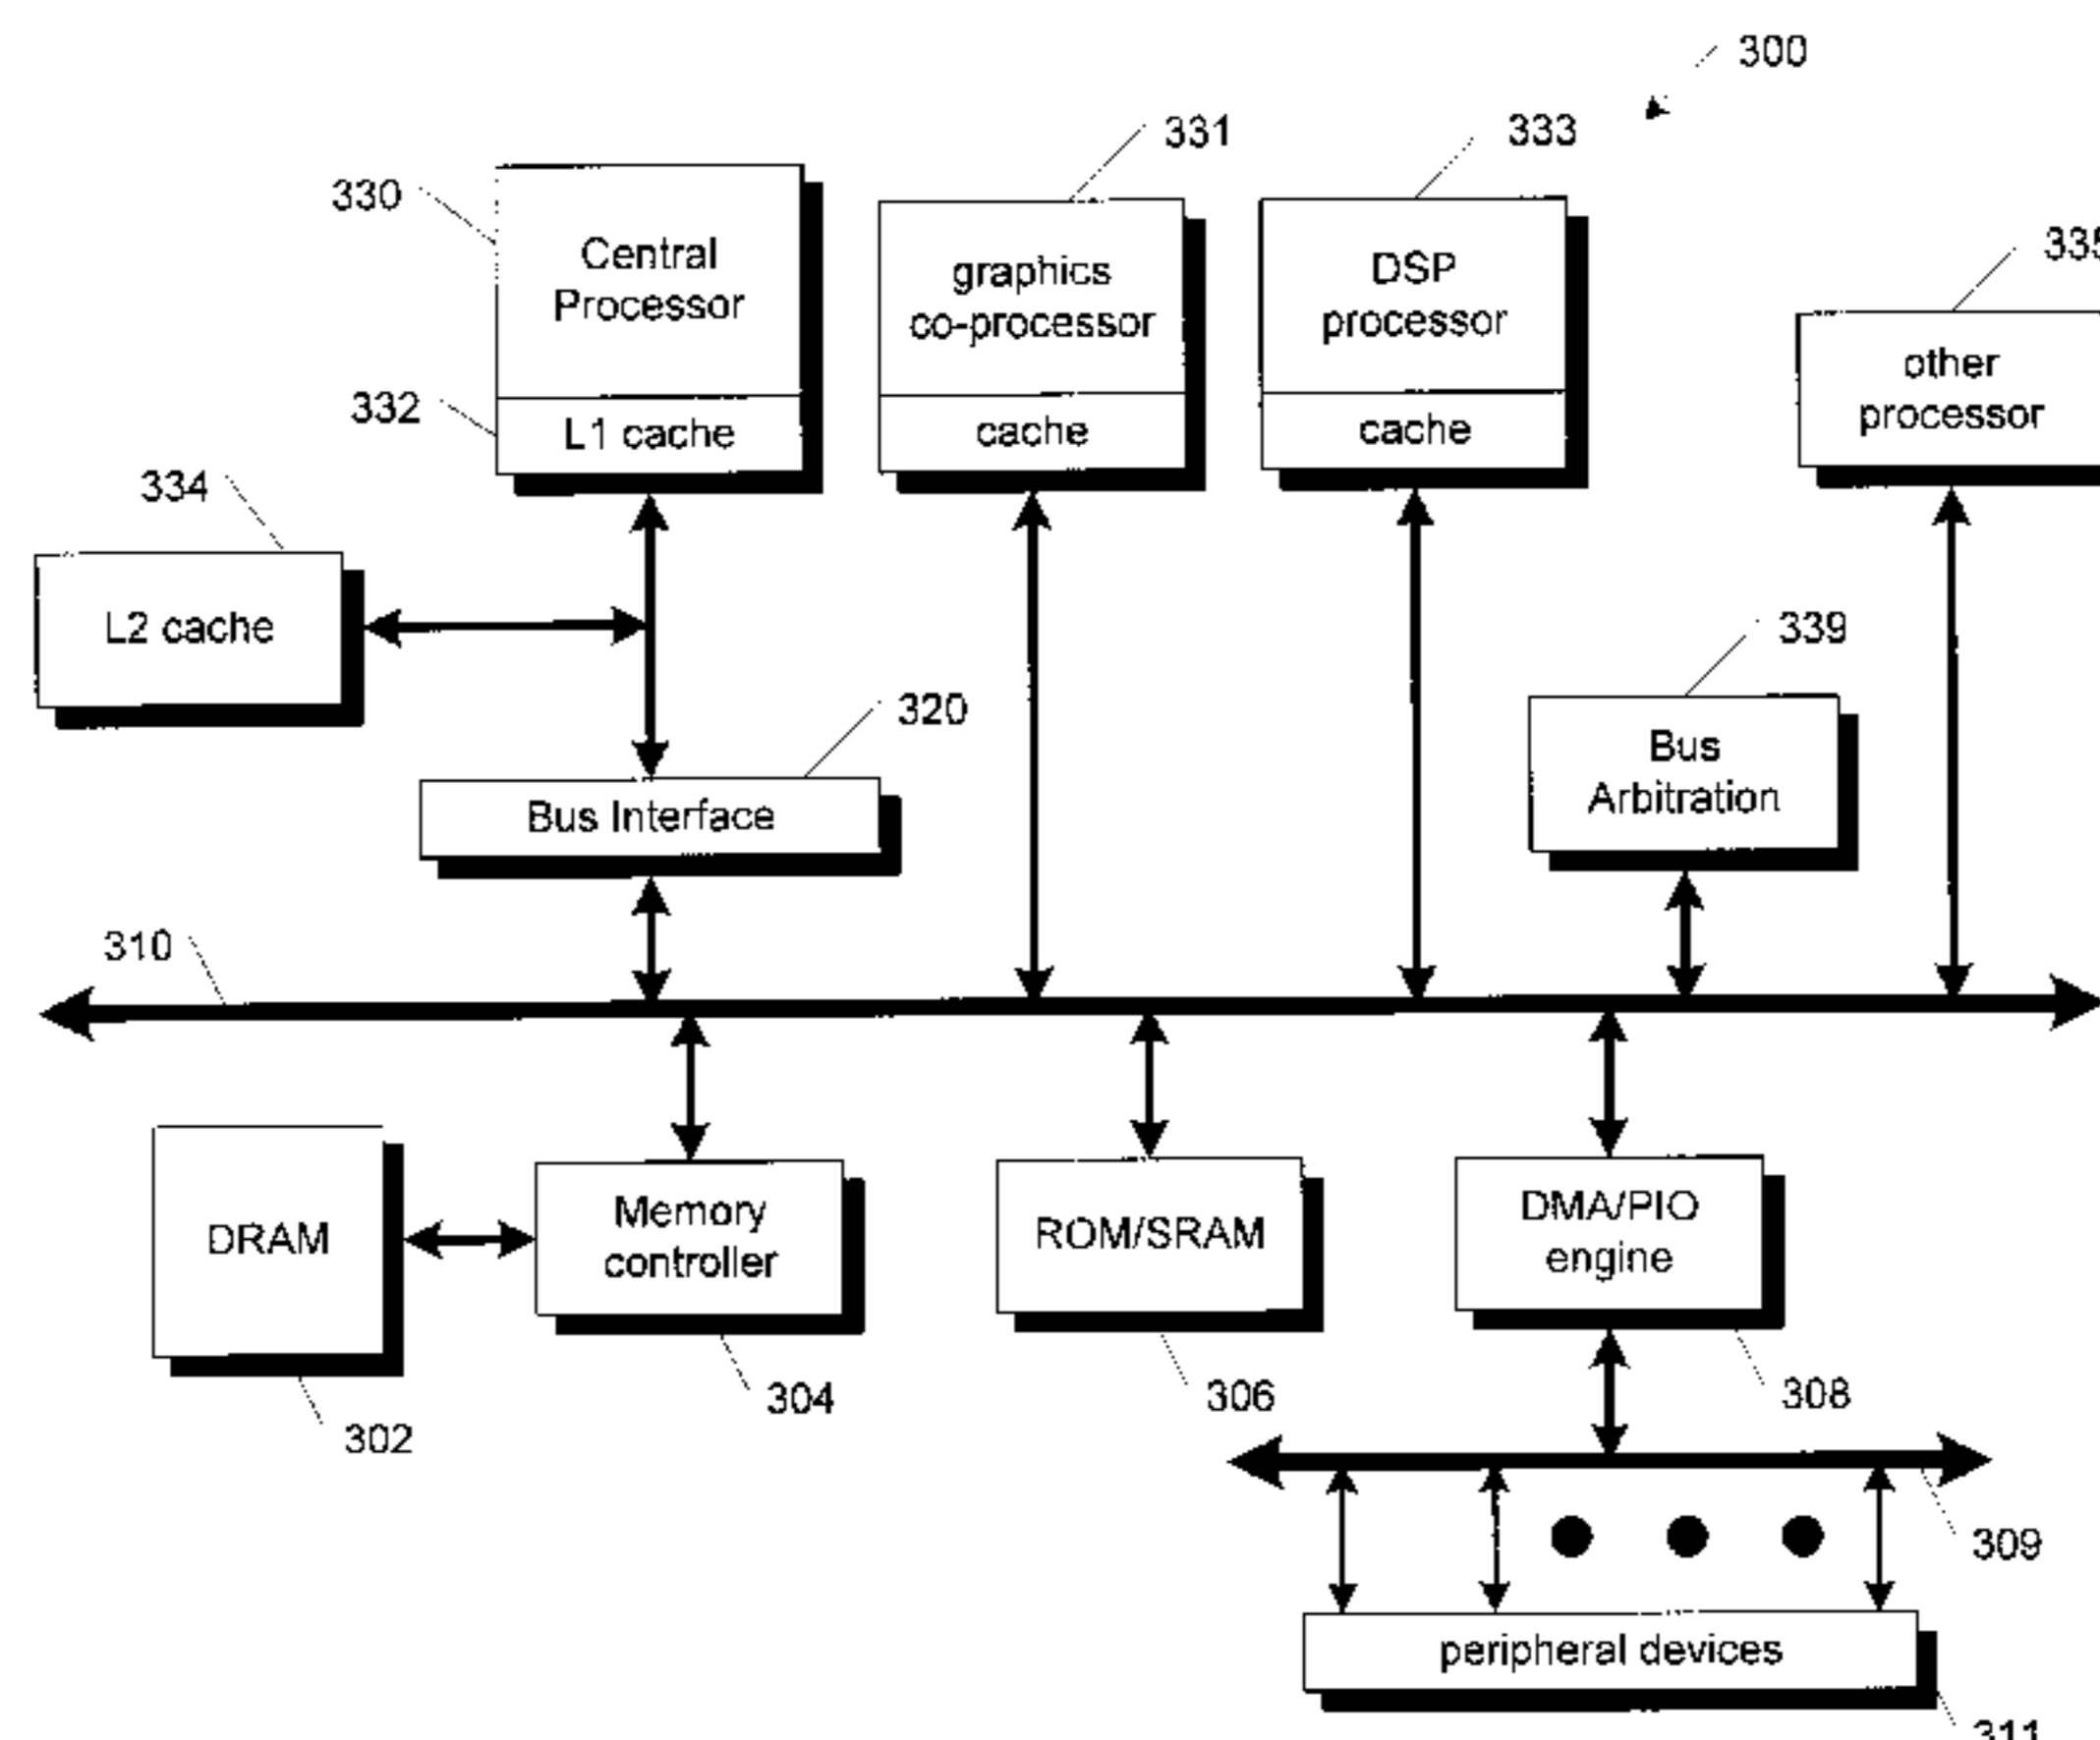 300
331
333
330
Central
Processor
graphics
co-processor
DSP
processor
335
other
processor
332
L1 cache
cache
cache
334
L2 cache
339
320
Bus
Arbitration
Bus Interface
310
DRAM
Memory
controller
ROM/SRAM
DMA/PIO
engine
304
306
308
302
309
peripheral devices
311